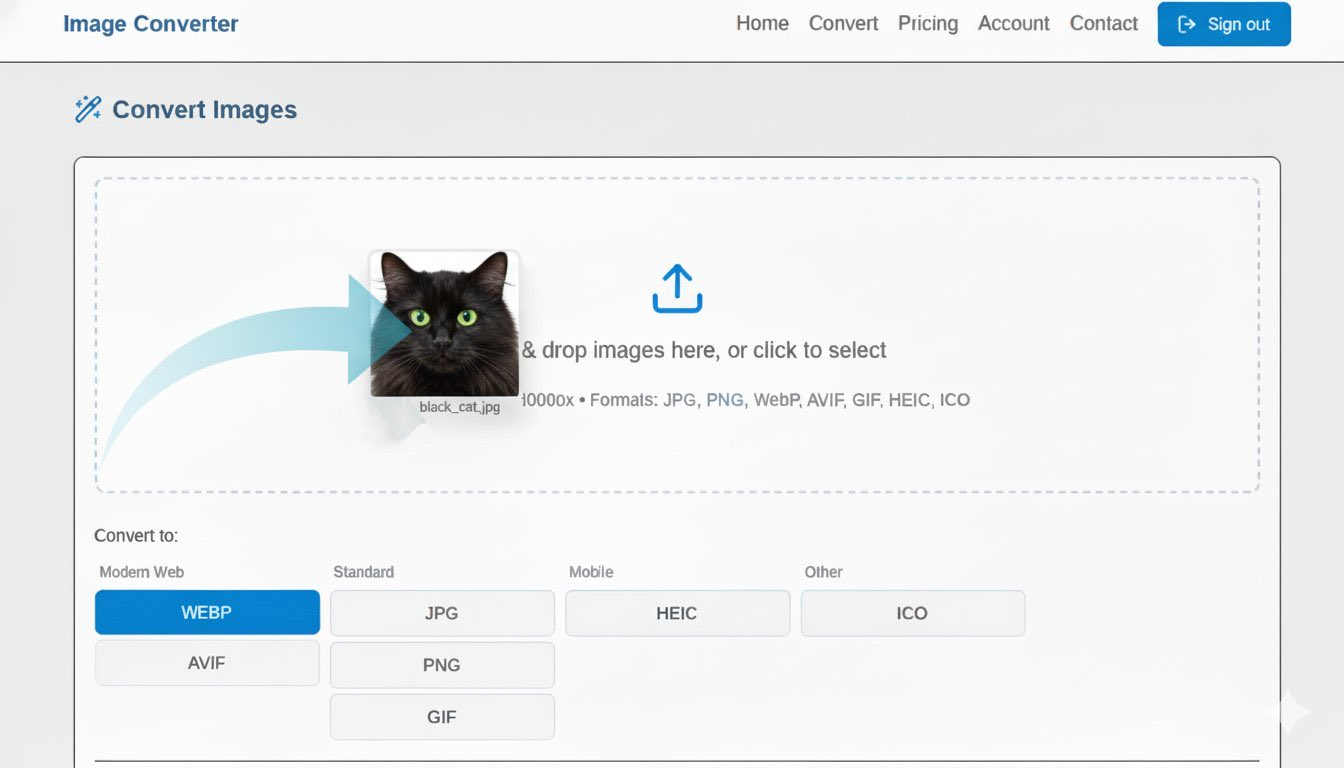 Image Converter
Home Convert Pricing Account Contact Sign out
Convert Images
& drop images here, or click to select
0000x • Formats: JPG, PNG, WebP, AVIF, GIF, HEIC, ICO
black_cat.jpg
Convert to:
Modern Web Standard Mobile Other
WEBP JPG HEIC ICO
AVIF PNG
GIF